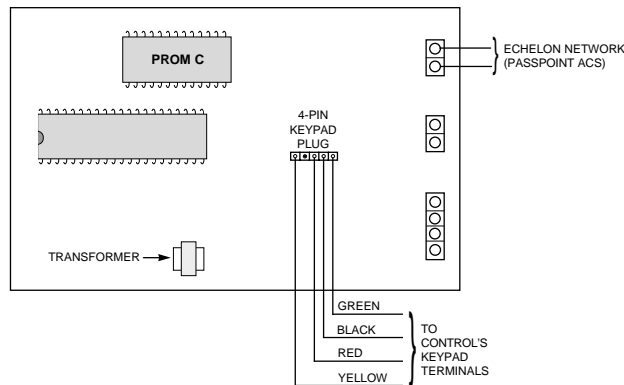 PROM C
ECHELON NETWORK
(PASSPOINT ACS)
4-PIN
KEYPAD
PLUG
TRANSFORMER
GREEN
BLACK
RED
YELLOW
TO
CONTROL'S
KEYPAD
TERMINALS